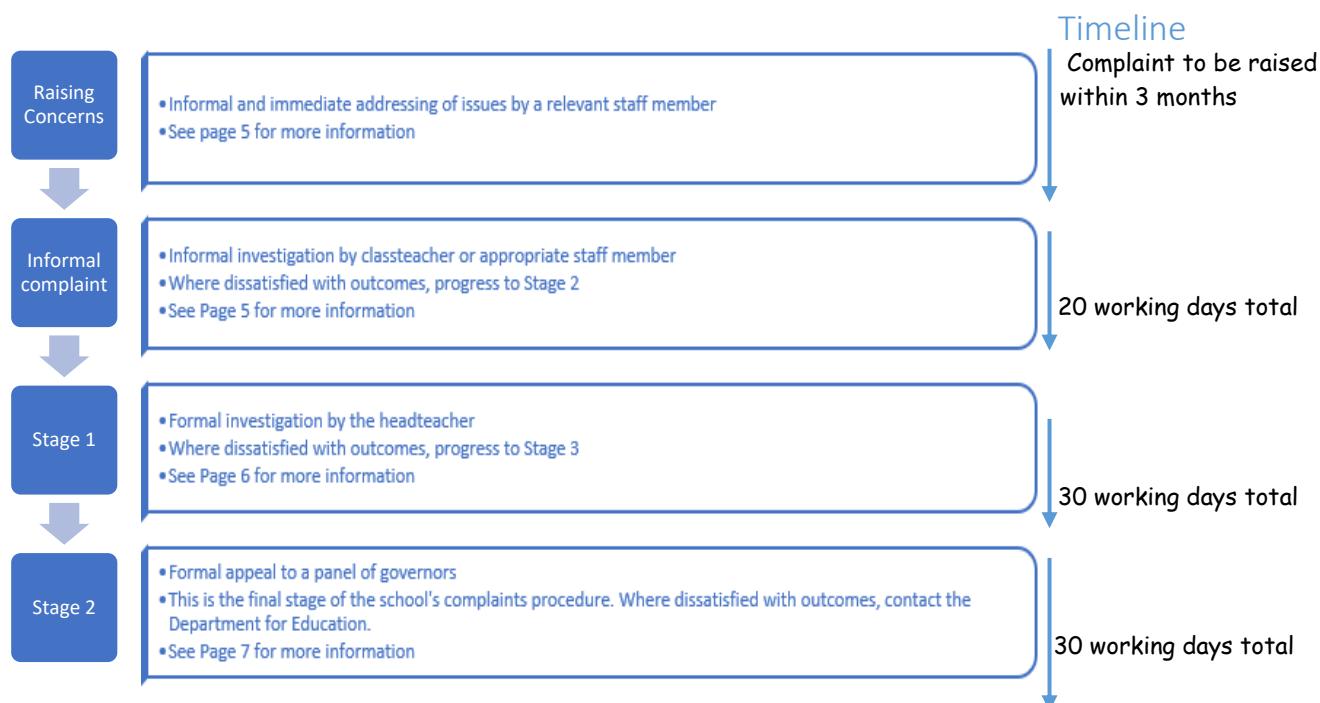 Timeline
Complaint to be raised
within 3 months
Raising
Concerns
•Informal and immediate addressing of issues by a relevant staff member
•See page 5 for more information
Informal
complaint
•Informal investigation by classteacher or appropriate staff member
•Where dissatisfied with outcomes, progress to Stage 2
•See Page 5 for more information
20 working days total
Stage 1
•Formal investigation by the headteacher
•Where dissatisfied with outcomes, progress to Stage 3
•See Page 6 for more information
30 working days total
Stage 2
•Formal appeal to a panel of governors
•This is the final stage of the school's complaints procedure. Where dissatisfied with outcomes, contact the
Department for Education.
•See Page 7 for more information
30 working days total